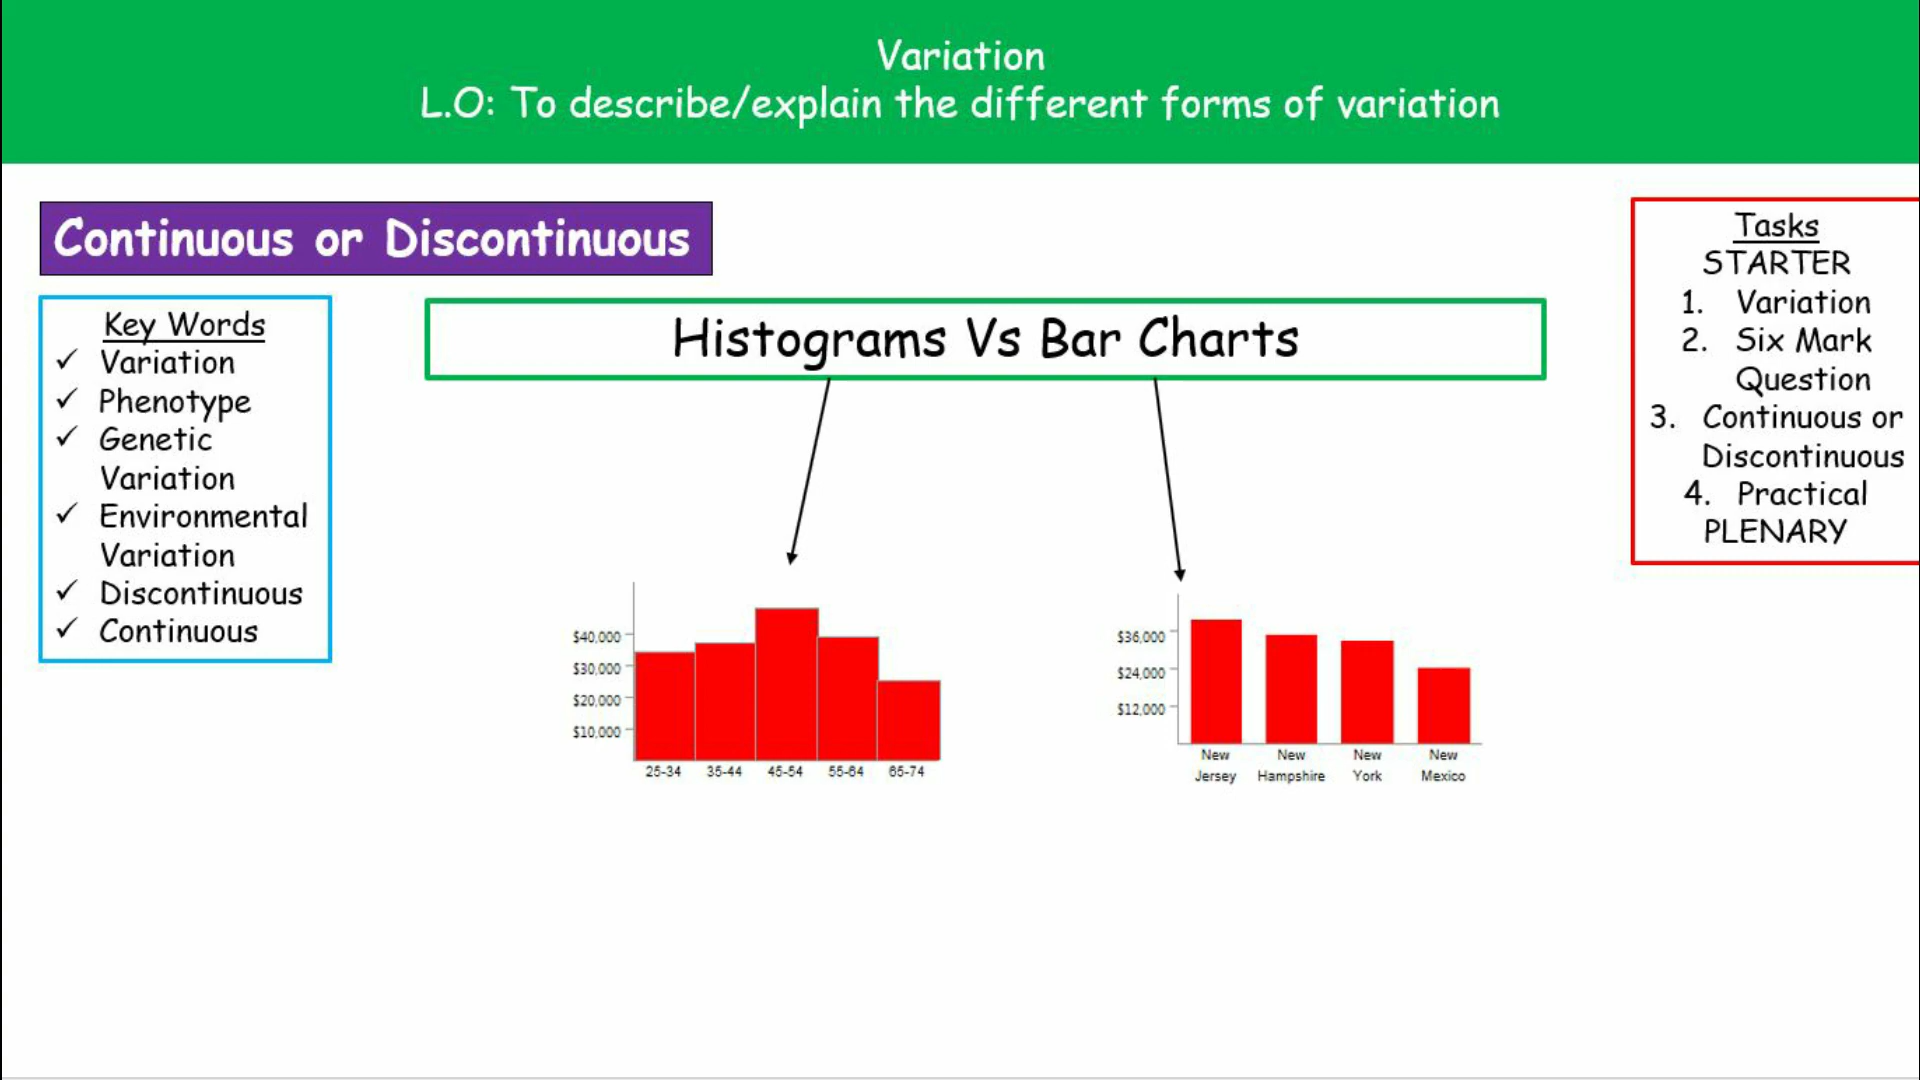 Variation
L.O: To describe/explain the different forms of variation
Continuous or Discontinuous
Key Words
✓ Variation
✓ Phenotype
✓ Genetic
Variation
✓ Environmental
Variation
✓ Discontinuous
✓ Continuous
Histograms Vs Bar Charts
$40,000
$30,000
$20,000
$10,000
25-34 35-44 45-54 55-64 65-74
$36,000
$24,000
$12,000
New New New New
Jersey Hampshire York Mexico
Tasks
STARTER
1. Variation
2. Six Mark
Question
3. Continuous or
Discontinuous
4. Practical
PLENARY